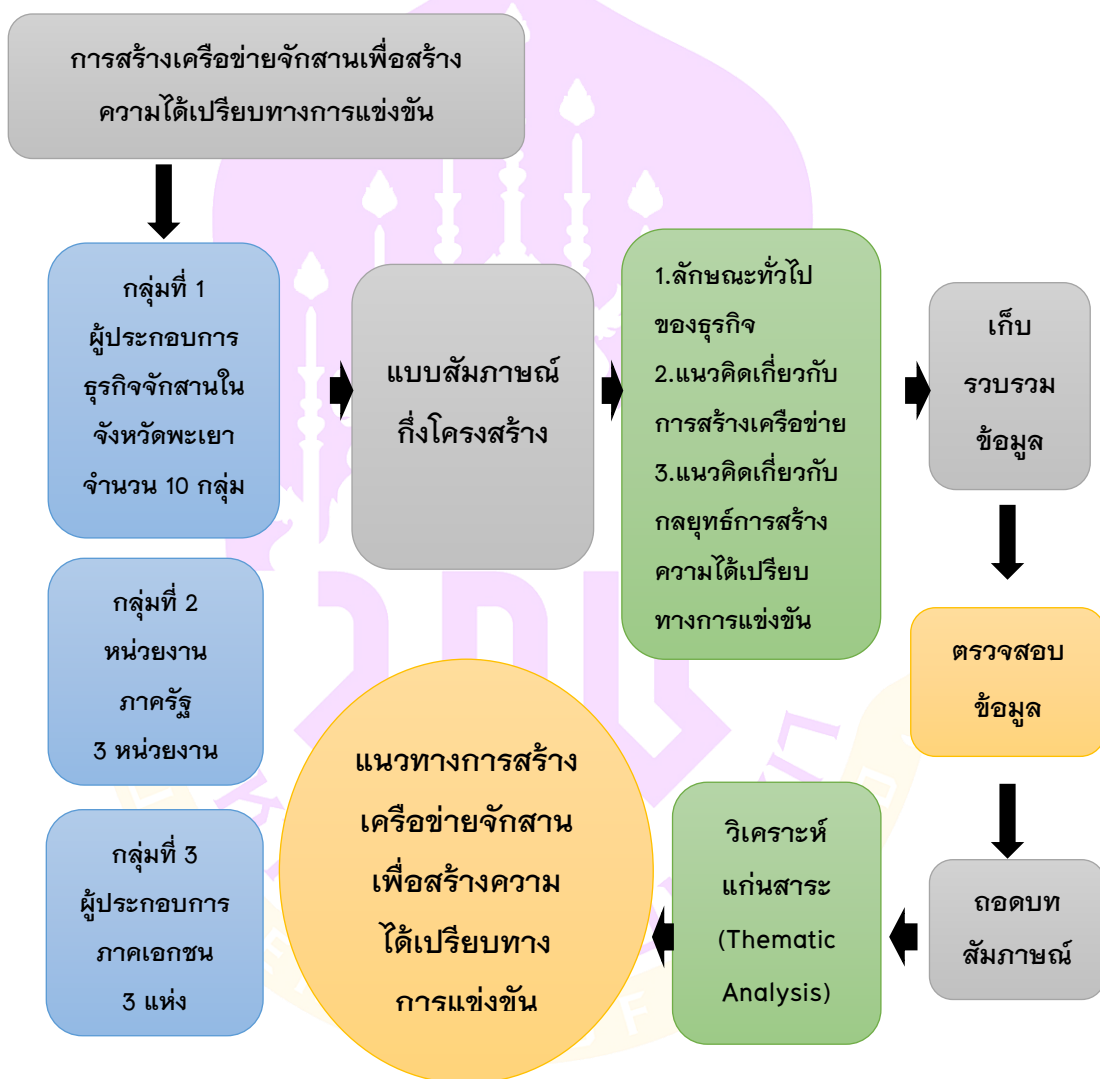 การสร้างเครือข่ายจักสานเพื่อสร้าง
ความได้เปรียบทางการแข่งขัน
กลุ่มที่ 1
ผู้ประกอบการ
ธุรกิจจักสานใน
จังหวัดพะเยา
จำนวน 10 กลุ่ม
แบบสัมภาษณ์
กึ่งโครงสร้าง
1.ลักษณะทั่วไป
ของธุรกิจ
2.แนวคิดเกี่ยวกับ
การสร้างเครือข่าย
3.แนวคิดเกี่ยวกับ
กลยุทธ์การสร้าง
ความได้เปรียบ
ทางการแข่งขัน
เก็บ
รวบรวม
ข้อมูล
กลุ่มที่ 2
หน่วยงาน
ภาครัฐ
3 หน่วยงาน
ตรวจสอบ
ข้อมูล
กลุ่มที่ 3
ผู้ประกอบการ
ภาคเอกชน
3 แห่ง
แนวทางการสร้าง
เครือข่ายจักสาน
เพื่อสร้างความ
ได้เปรียบทาง
การแข่งขัน
วิเคราะห์
แก่นสาระ
(Thematic
Analysis)
ถอดบท
สัมภาษณ์